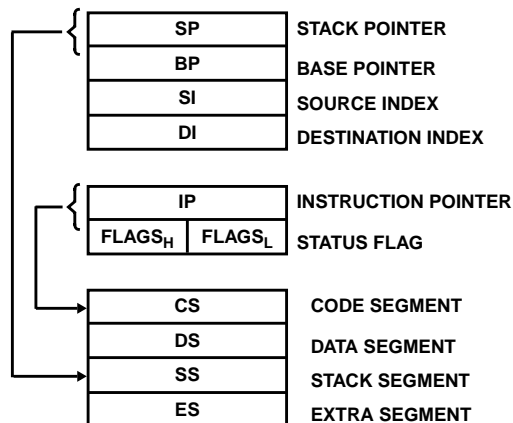 SP STACK POINTER
BP BASE POINTER
SI SOURCE INDEX
DI DESTINATION INDEX
IP INSTRUCTION POINTER
FLAGSH FLAGSL STATUS FLAG
CS CODE SEGMENT
DS DATA SEGMENT
SS STACK SEGMENT
ES EXTRA SEGMENT